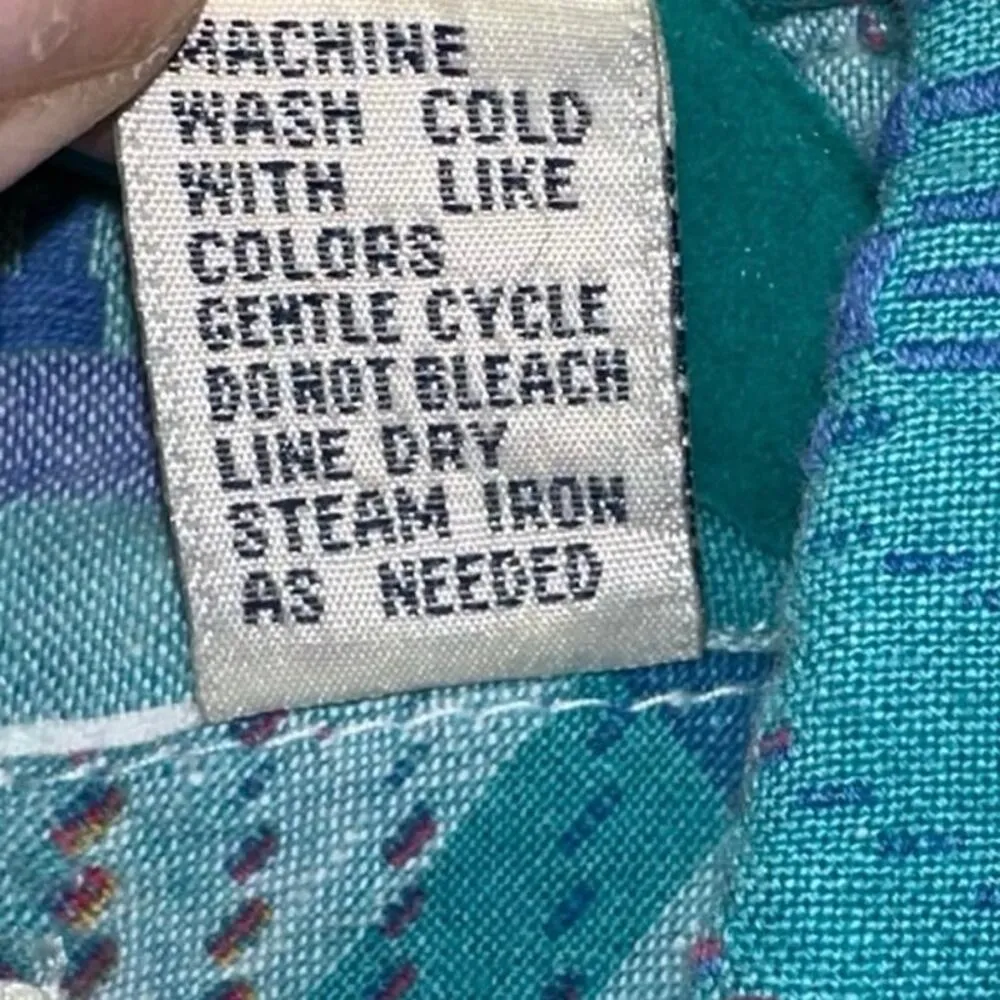 MACHINE
WASH COLD
WITH LIKE
COLORS
GENTLE CYCLE
DO NOT BLEACH
LINE DRY
STEAM IRON
AS NEEDED